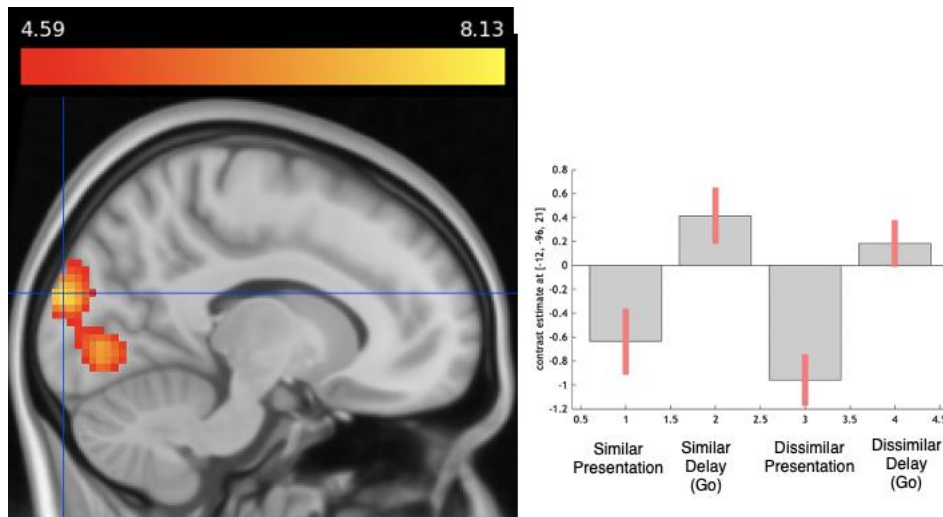 4.59 8.13
contrast estimate at [-12, -96, 21]
0.8
0.6
0.4
0.2
0
-0.2
-0.4
-0.6
-0.8
-1
-1.2
0.5 1 1.5 2 2.5 3 3.5 4 4.5
Similar
Presentation
Similar
Delay
(Go)
Dissimilar
Presentation
Dissimilar
Delay
(Go)